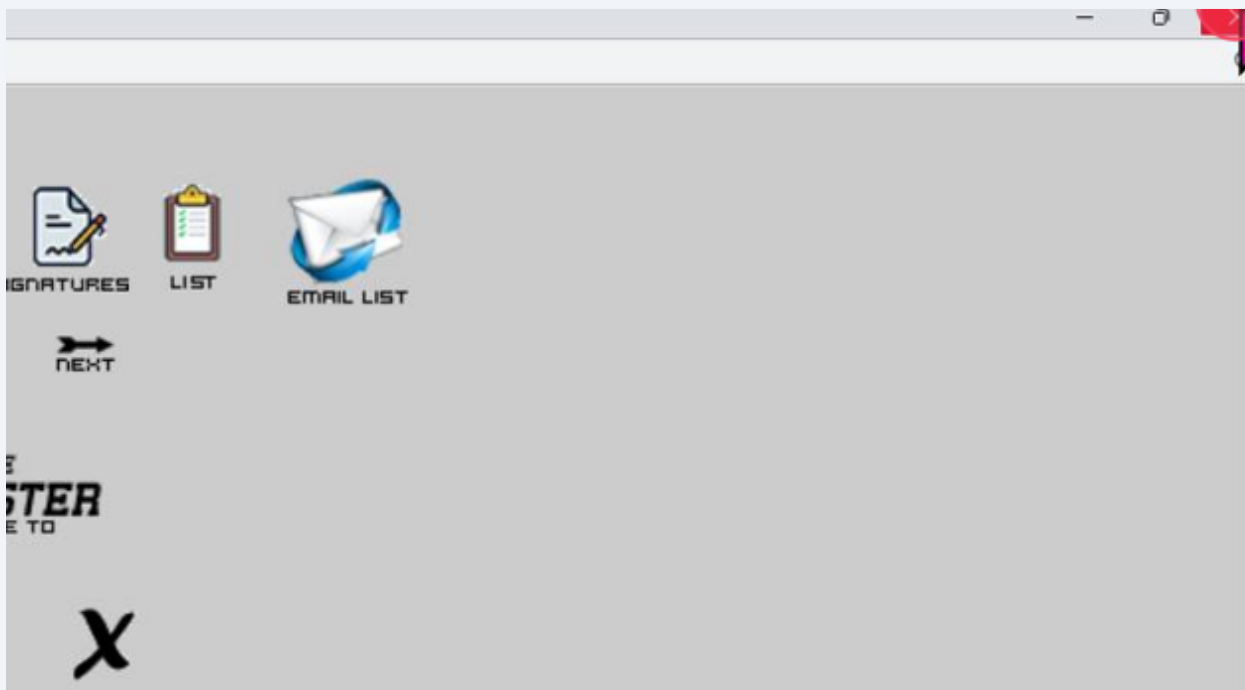 IGNATURES
LIST
EMAIL LIST
NEXT
E
STER
E TO
X